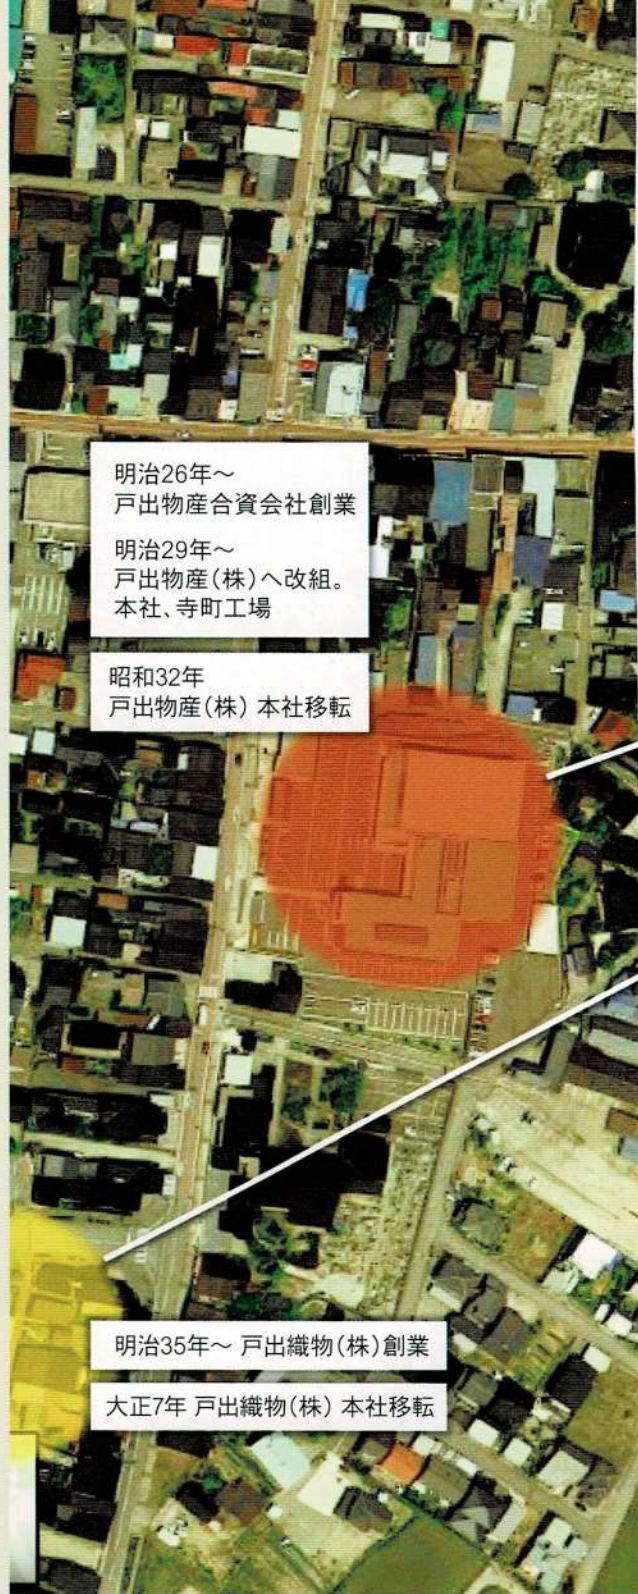 明治26年～
戸出物産合資会社創業
明治29年～
戸出物産(株)へ改組。
本社、寺町工場
昭和32年
戸出物産(株) 本社移転
明治35年～ 戸出織物(株)創業
大正7年 戸出織物(株) 本社移転